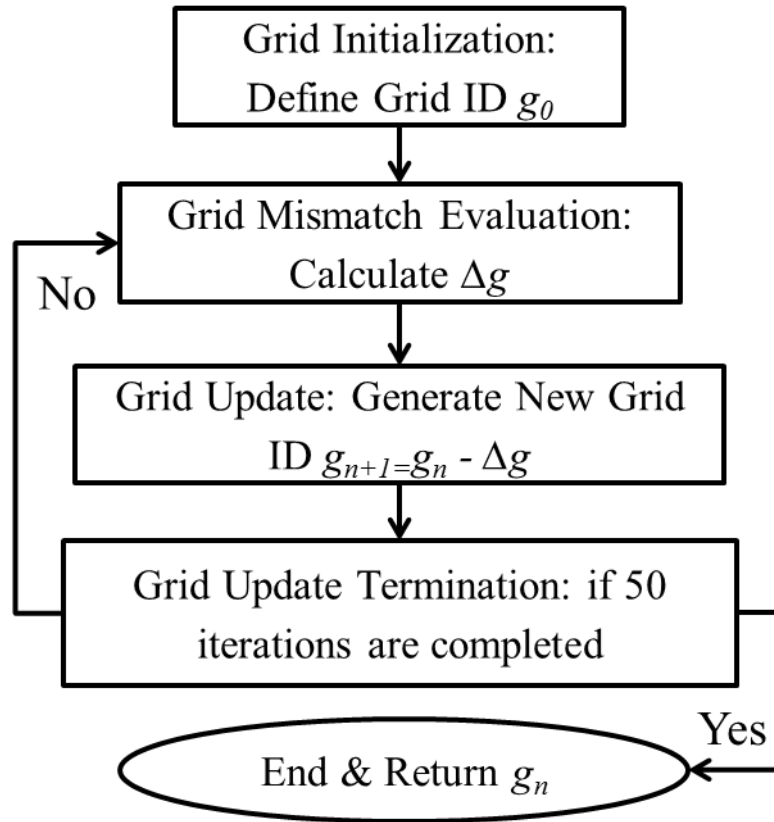 Grid Initialization:
Define Grid ID g0
Grid Mismatch Evaluation:
Calculate Δg
No
Grid Update: Generate New Grid
ID gn+1=gn - Δg
Grid Update Termination: if 50
iterations are completed
Yes
End & Return gn